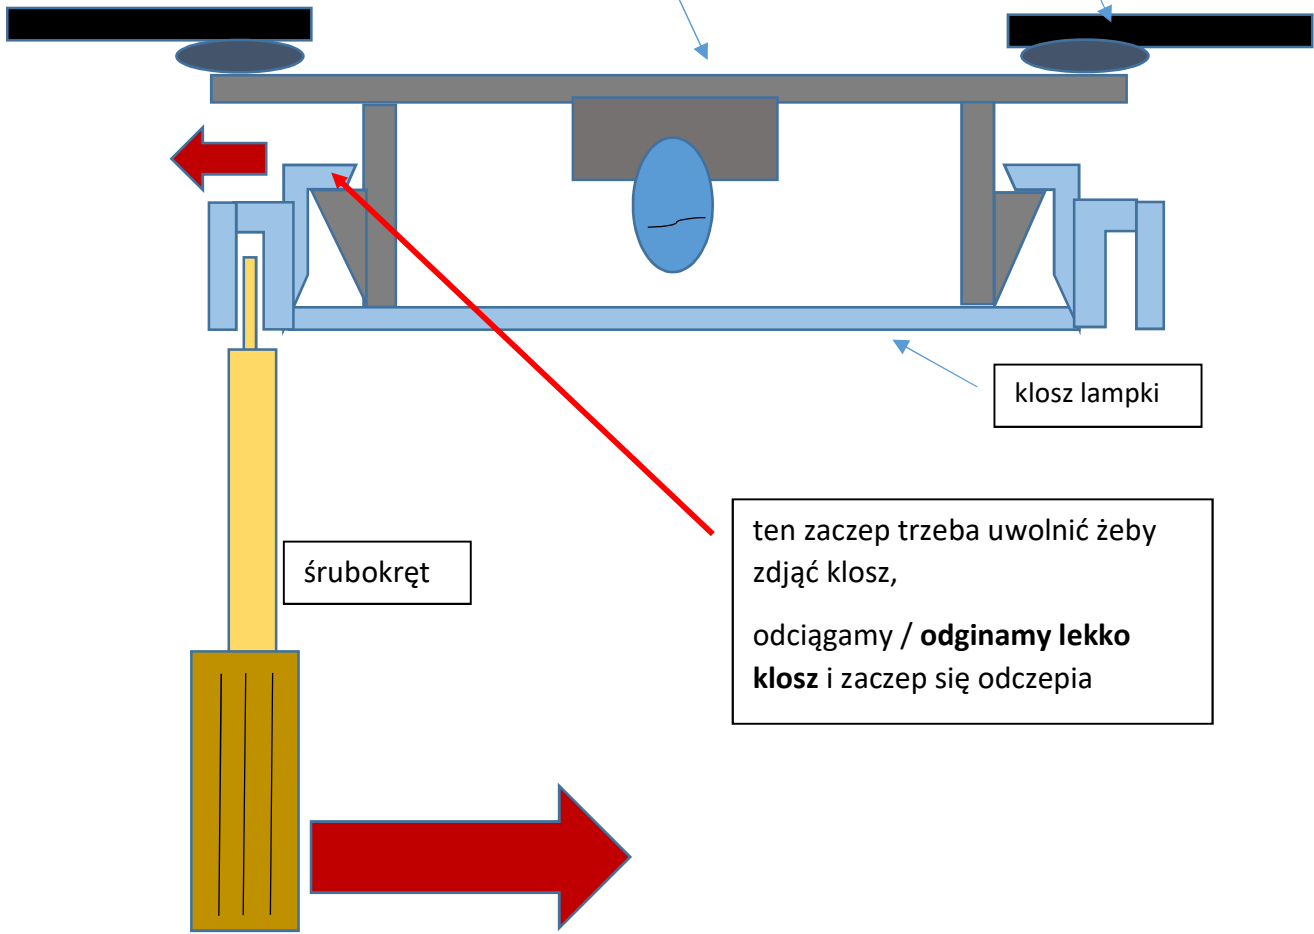 klosz lampki
ten zaczep trzeba uwolnić żeby
zdjąć klosz,
odciągamy / odginamy lekko
klosz i zaczep się odczepia
śrubokręt